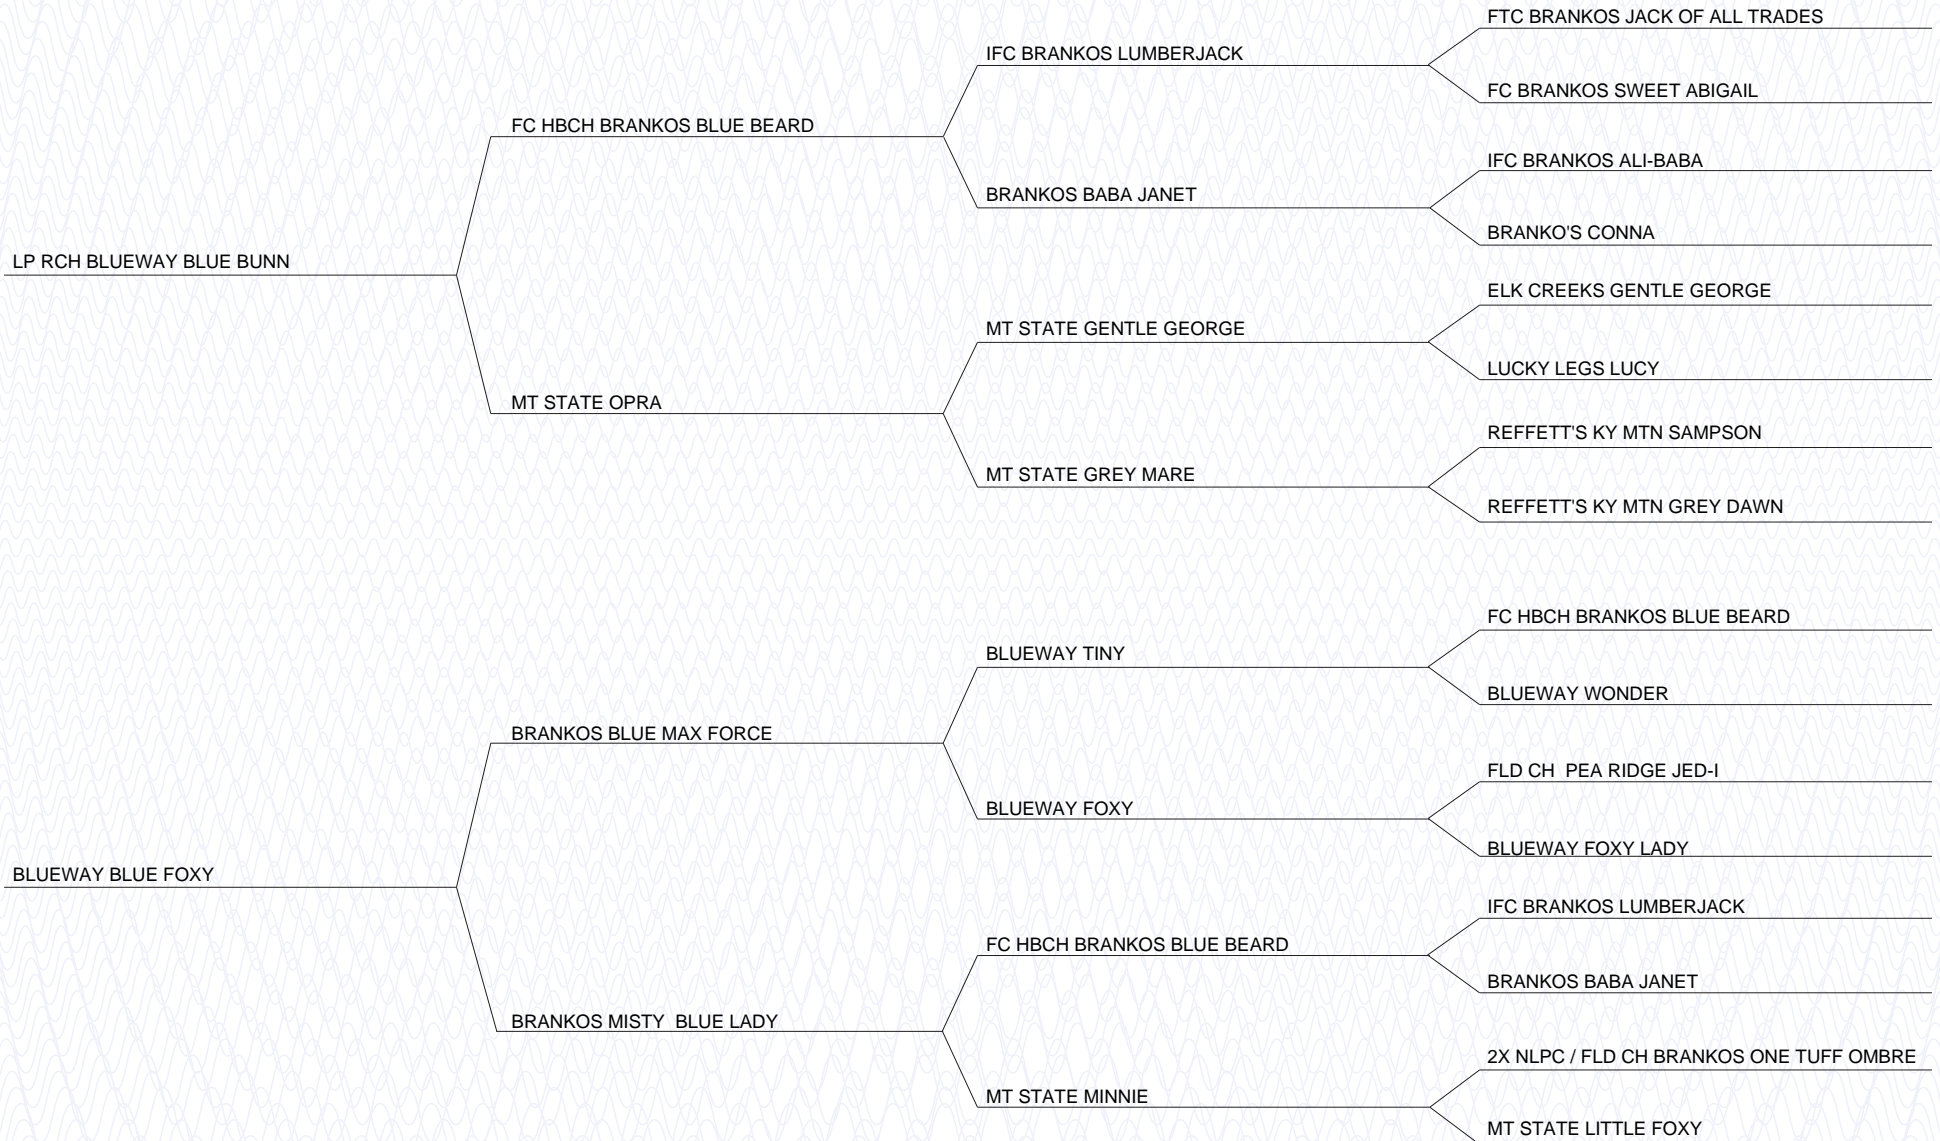 FTC BRANKOS JACK OF ALL TRADES
IFC BRANKOS LUMBERJACK
FC BRANKOS SWEET ABIGAIL
FC HBCH BRANKOS BLUE BEARD
IFC BRANKOS ALI-BABA
BRANKOS BABA JANET
BRANKO'S CONNA
LP RCH BLUEWAY BLUE BUNN
ELK CREEKS GENTLE GEORGE
MT STATE GENTLE GEORGE
LUCKY LEGS LUCY
MT STATE OPRA
REFFETT'S KY MTN SAMPSON
MT STATE GREY MARE
REFFETT'S KY MTN GREY DAWN
FC HBCH BRANKOS BLUE BEARD
BLUEWAY TINY
BLUEWAY WONDER
BRANKOS BLUE MAX FORCE
FLD CH  PEA RIDGE JED-I
BLUEWAY FOXY
BLUEWAY FOXY LADY
BLUEWAY BLUE FOXY
IFC BRANKOS LUMBERJACK
FC HBCH BRANKOS BLUE BEARD
BRANKOS BABA JANET
BRANKOS MISTY  BLUE LADY
2X NLPC / FLD CH BRANKOS ONE TUFF OMBRE
MT STATE MINNIE
MT STATE LITTLE FOXY